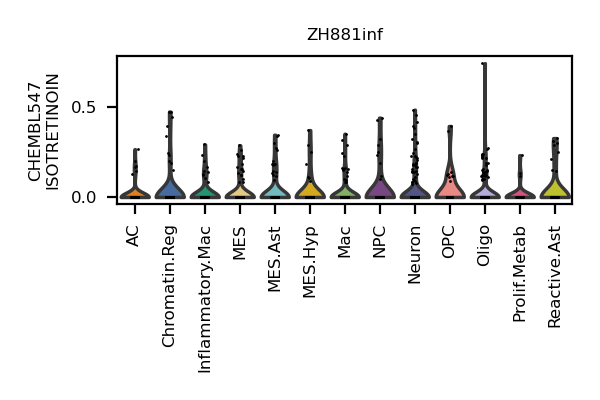 ZH881inf
CHEMBL547
ISOTRETINOIN
0.5
0.0
AC
Chromatin.Reg
Inflammatory.Mac
MES
MES.Ast
MES.Hyp
Mac
NPC
Neuron
OPC
Oligo
Prolif.Metab
Reactive.Ast